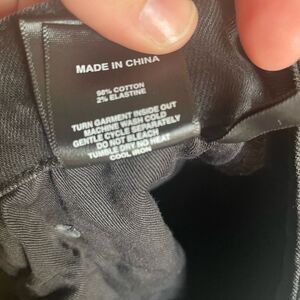 MADE IN CHINA
98% COTTON
2% ELASTINE
TURN GARMENT INSIDE OUT
MACHINE WASH COLD
GENTLE CYCLE SEPARATELY
DO NOT BLEACH
TUMBLE DRY NO HEAT
COOL IRON